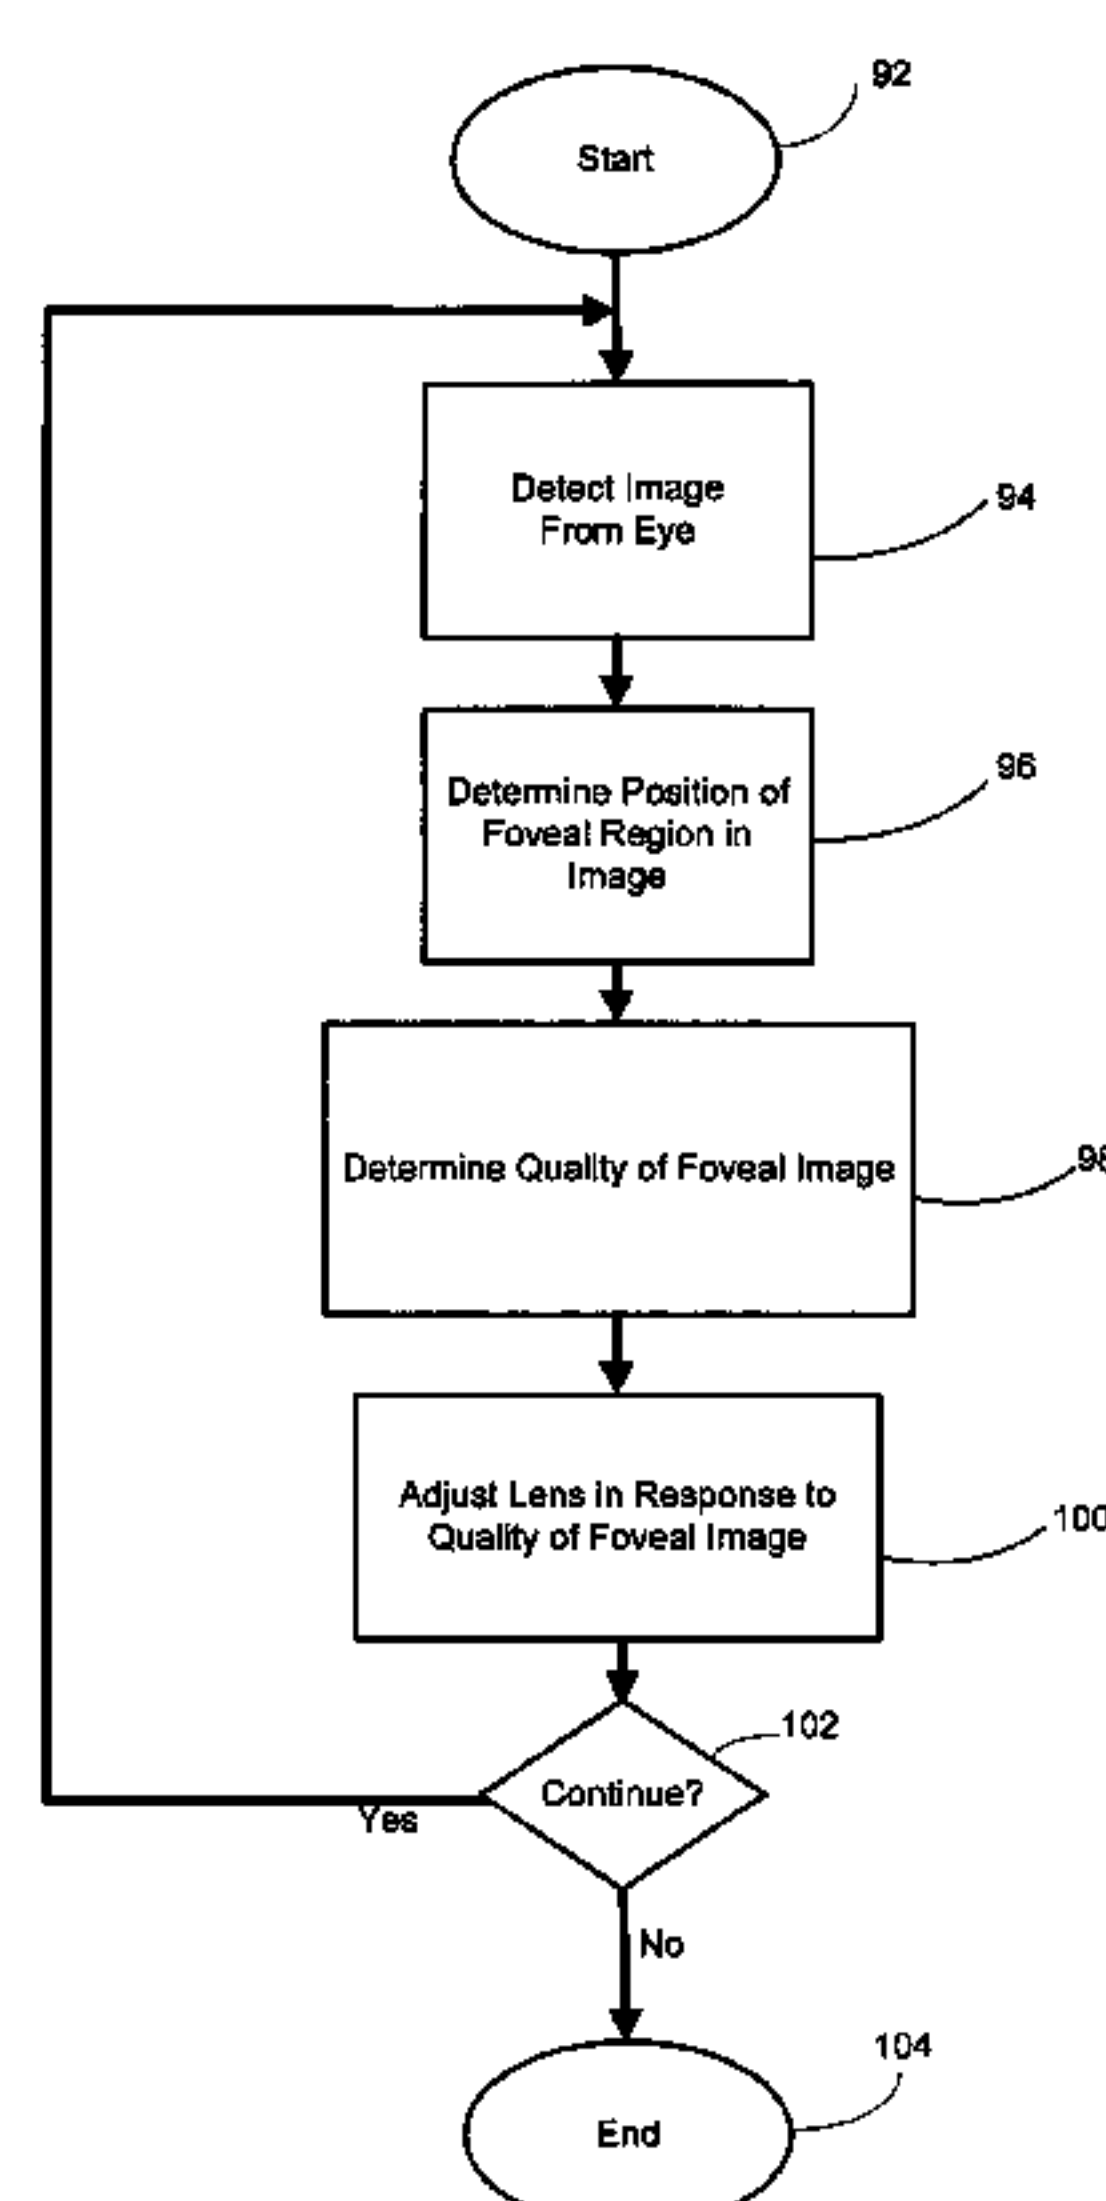 92
Start
Detect Image
From Eye
94
Determine Position of
Foveal Region in
Image
96
Determine Quality of Foveal Image
98
Adjust Lens in Response to
Quality of Foveal Image
100
102
Continue?
Yes
No
104
End